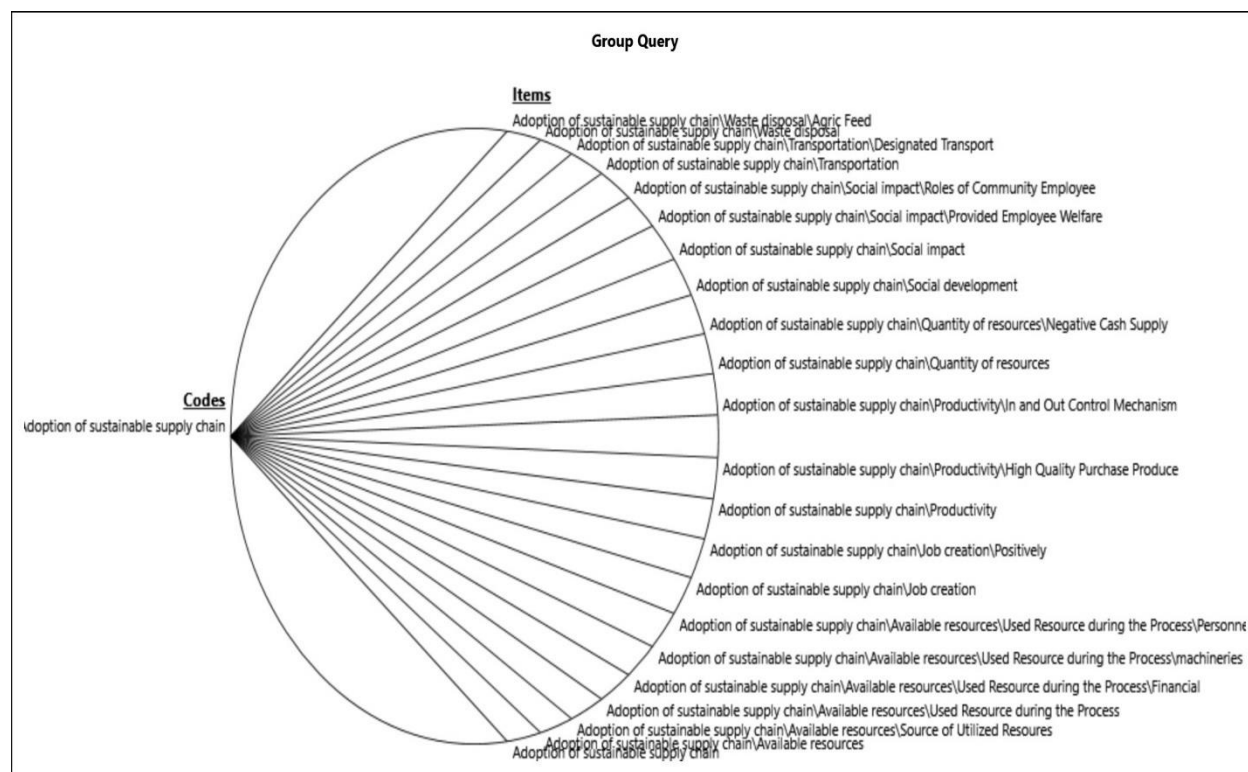 Group Query
Items
Adoption of sustainable supply chain\Waste disposal\Agric Feed
Adoption of sustainable supply chain\Waste disposal
Adoption of sustainable supply chain\Transportation\Designated Transport
Adoption of sustainable supply chain\Transportation
Adoption of sustainable supply chain\Social impact\Roles of Community Employee
Adoption of sustainable supply chain\Social impact\Provided Employee Welfare
Adoption of sustainable supply chain\Social impact
Adoption of sustainable supply chain\Social development
Adoption of sustainable supply chain\Quantity of resources\Negative Cash Supply
Adoption of sustainable supply chain\Quantity of resources
Codes
doption of sustainable supply chain
Adoption of sustainable supply chain\Productivity\In and Out Control Mechanism
Adoption of sustainable supply chain\Productivity\High Quality Purchase Produce
Adoption of sustainable supply chain\Productivity
Adoption of sustainable supply chain\Job creation\Positively
Adoption of sustainable supply chain\Job creation
Adoption of sustainable supply chain\Available resources\Used Resource during the Process\Personne
Adoption of sustainable supply chain\Available resources\Used Resource during the Process\machineries
Adoption of sustainable supply chain\Available resources\Used Resource during the Process\Financial
Adoption of sustainable supply chain\Available resources\Used Resource during the Process
Adoption of sustainable supply chain\Available resources\Source of Utilized Resoures
Adoption of sustainable supply chain\Available resources
Adoption of sustainable supply chain